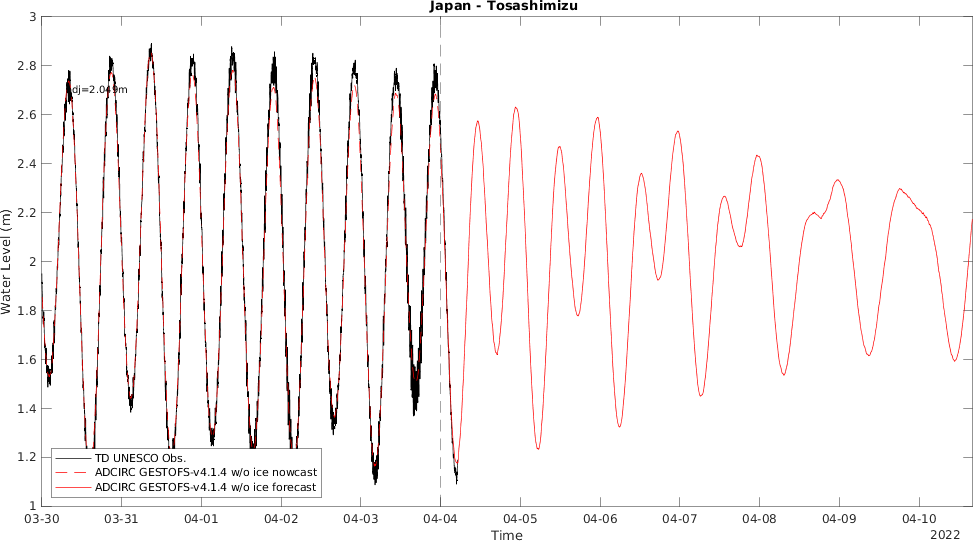 Japan - Tosashimizu
3
2.8
2.6
2.4
2.2
2
1.8
1.6
1.4
1.2
1
Water Level (m)
dj=2.049m
TD UNESCO Obs.
ADCIRC GESTOFS-v4.1.4 w/o ice nowcast
ADCIRC GESTOFS-v4.1.4 w/o ice forecast
03-30 03-31 04-01 04-02 04-03 04-04 04-05 04-06 04-07 04-08 04-09 04-10
Time
2022